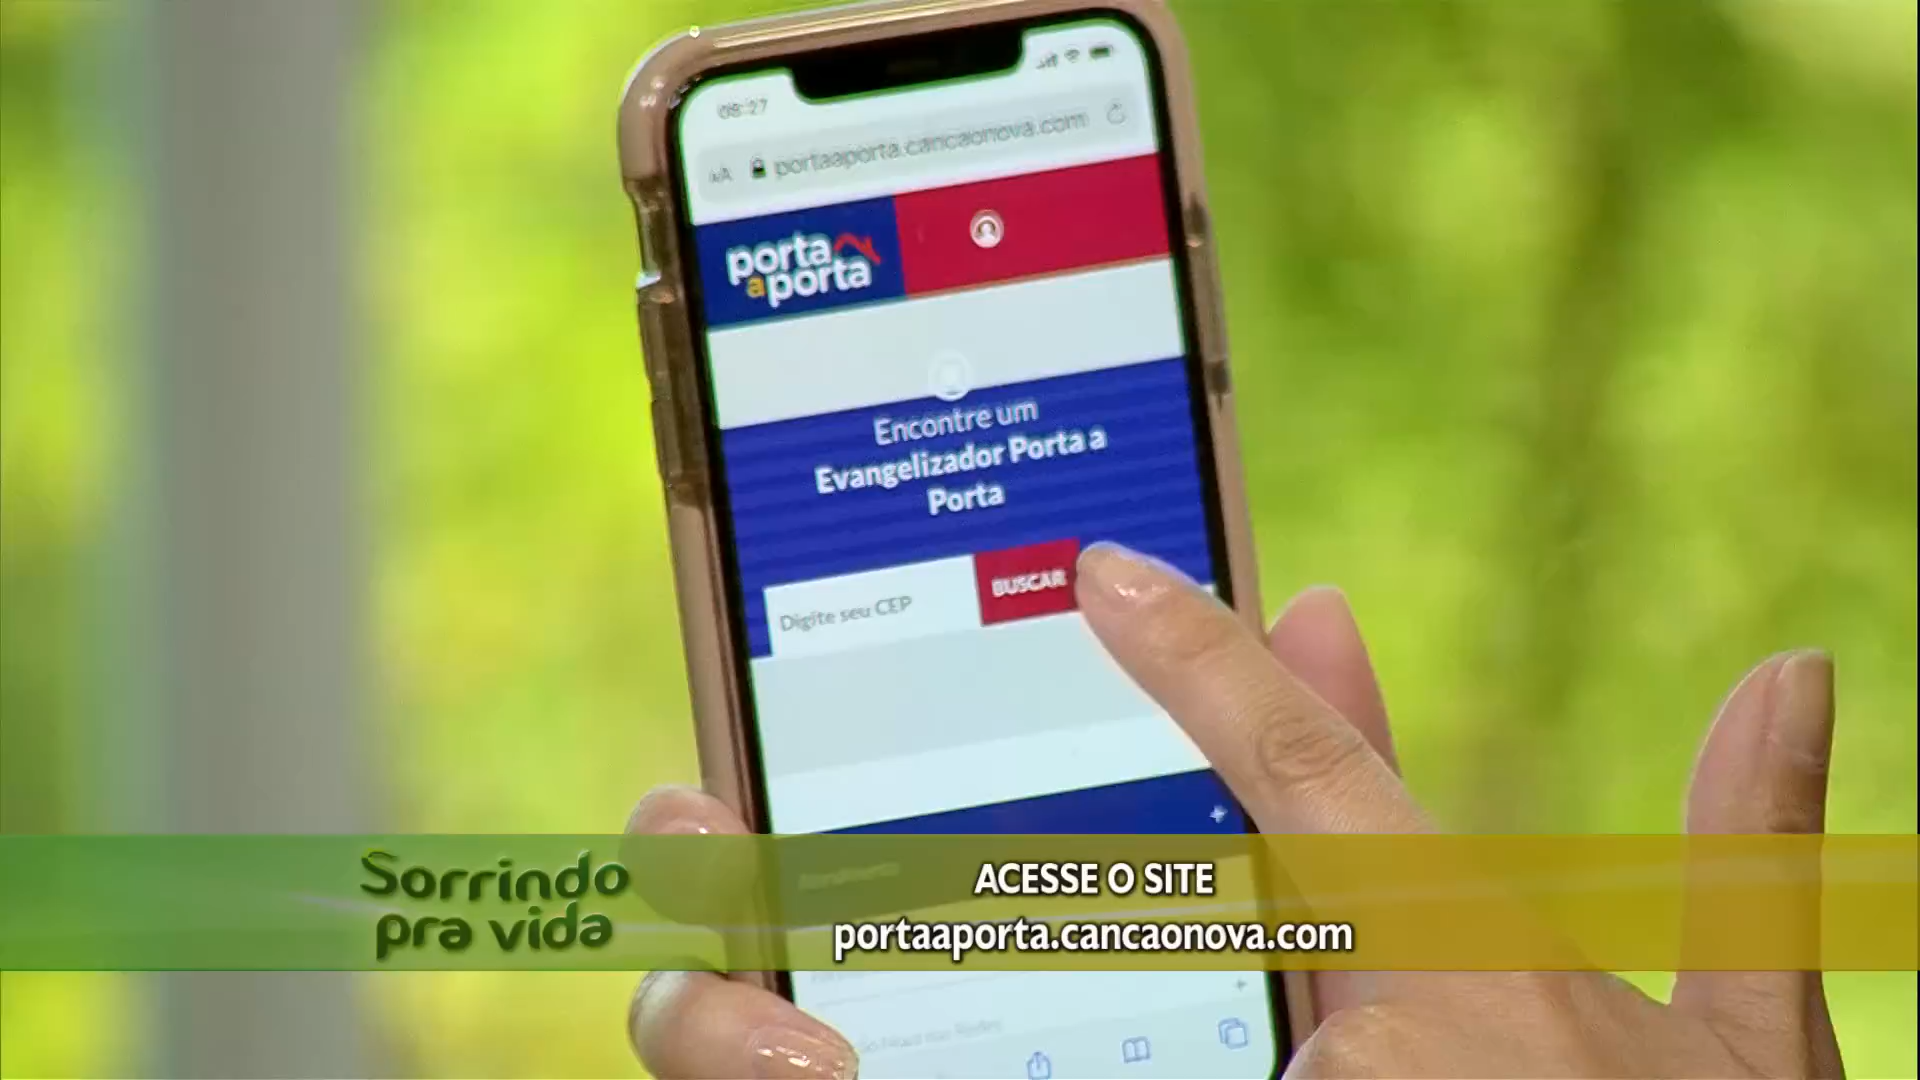 08:27
AA portaaporta.cancaonova.com
porta
a porta
Encontre um
Evangelizador Porta a
Porta
Digite seu CEP
BUSCAR
Sorrindo
pra vida
ACESSE O SITE
portaaporta.cancaonova.com